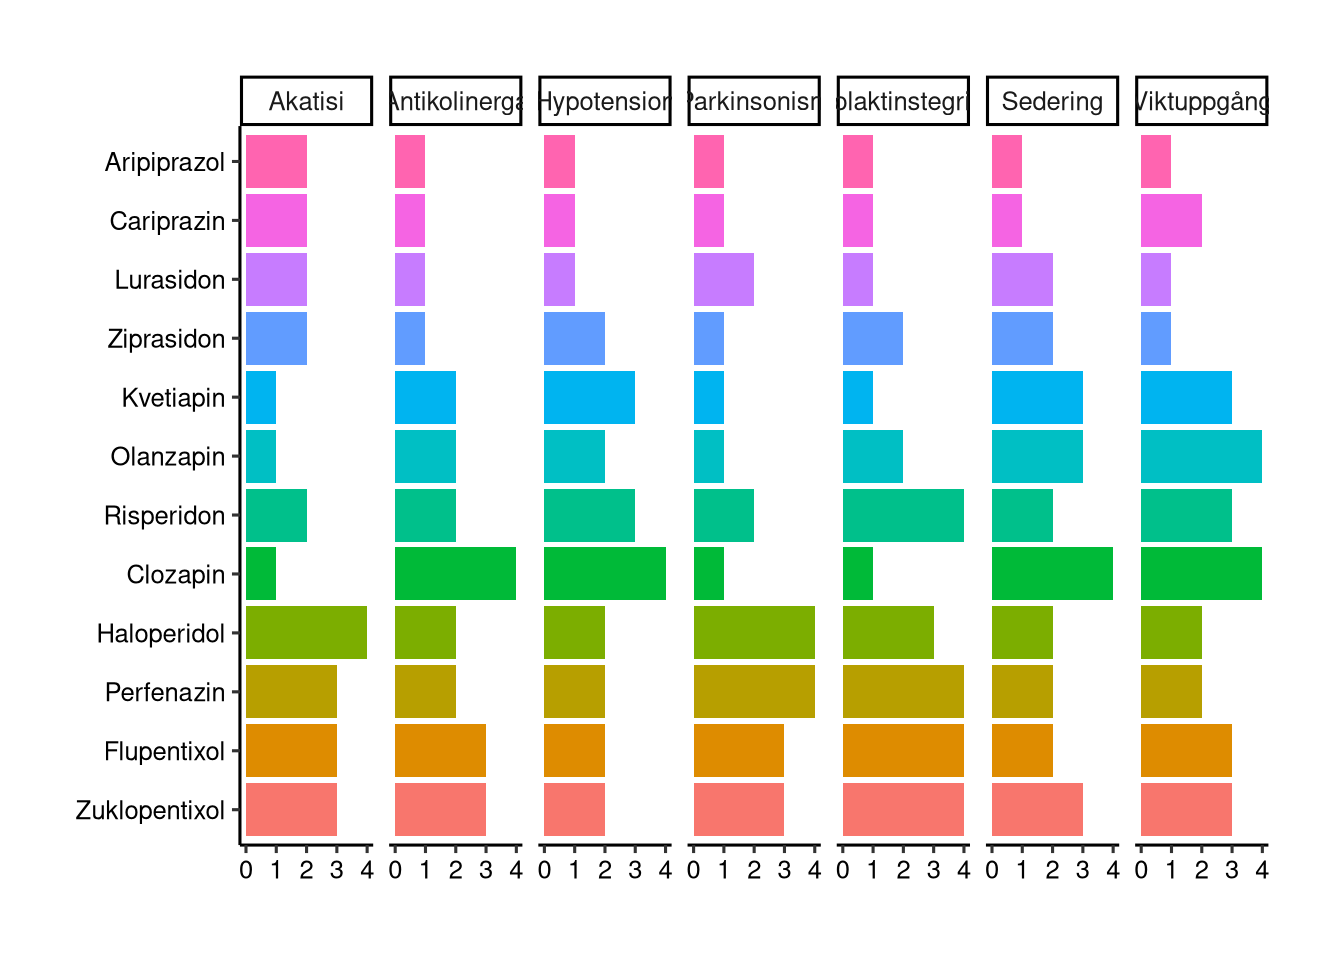 Akatisi Antikolinerga Hypotension Parkinsonism olaktinstegri Sedering Viktuppgång
Aripiprazol
Cariprazin
Lurasidon
Ziprasidon
Kvetiapin
Olanzapin
Risperidon
Clozapin
Haloperidol
Perfenazin
Flupentixol
Zuklopentixol
0 1 2 3 4 0 1 2 3 4 0 1 2 3 4 0 1 2 3 4 0 1 2 3 4 0 1 2 3 4 0 1 2 3 4